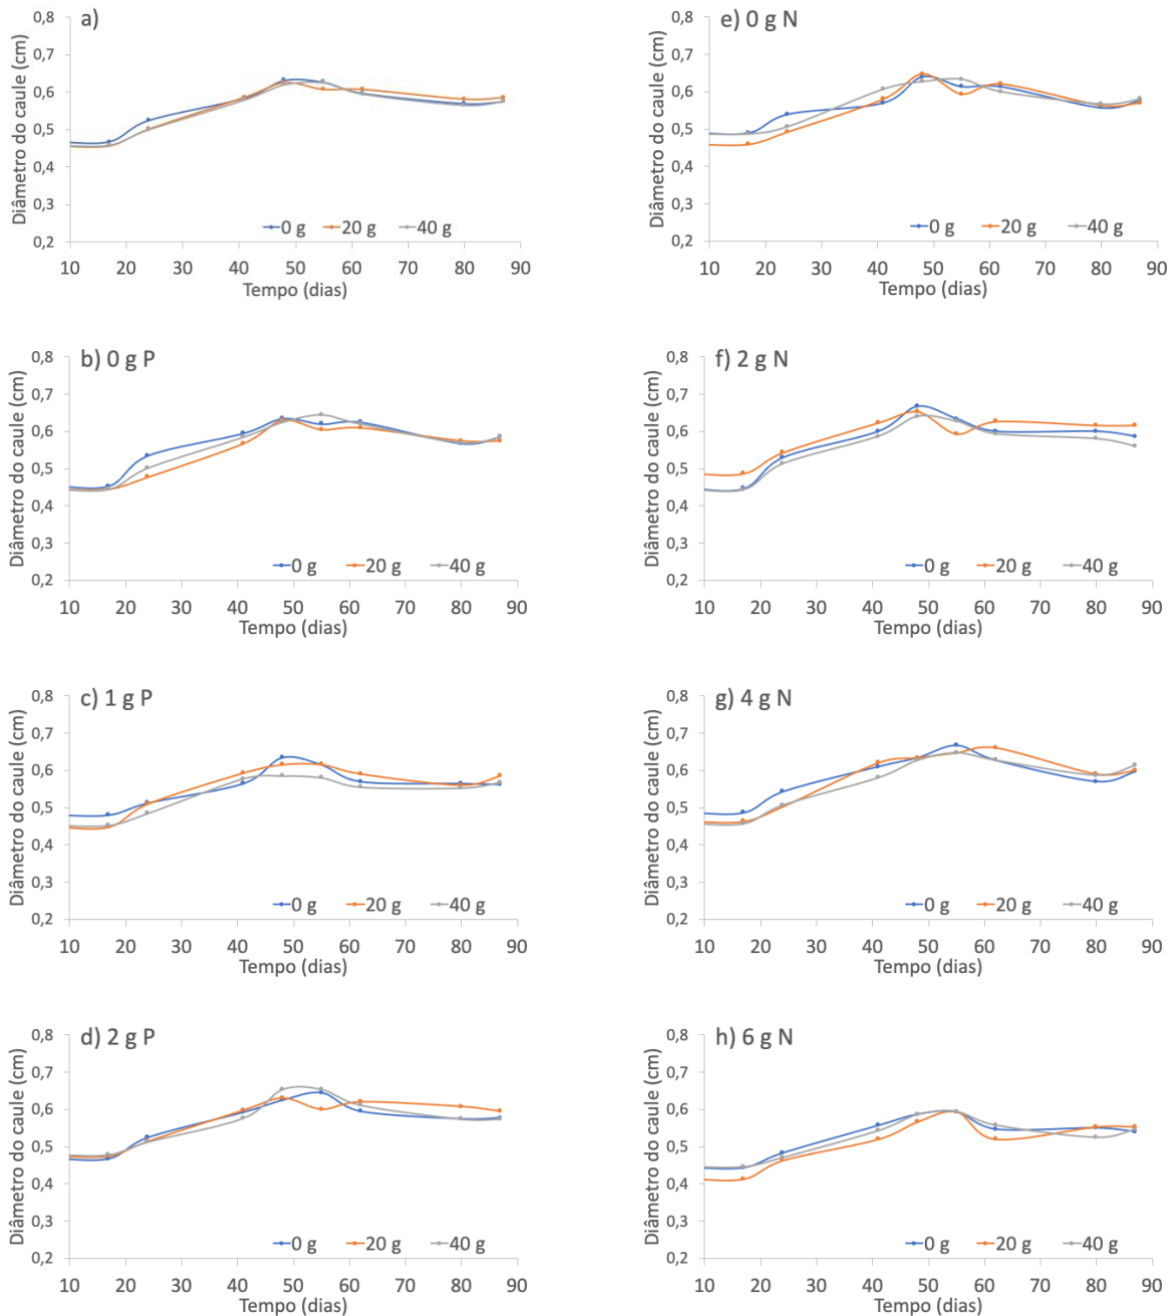 a)
Diâmetro do caule (cm)
0,8
0,7
0,6
0,5
0,4
0,3
0,2
0 g 20 g 40 g
10 20 30 40 50 60 70 80 90
Tempo (dias)
e) 0 g N
Diâmetro do caule (cm)
0,8
0,7
0,6
0,5
0,4
0,3
0,2
0 g 20 g 40 g
10 20 30 40 50 60 70 80 90
Tempo (dias)
b) 0 g P
Diâmetro do caule (cm)
0,8
0,7
0,6
0,5
0,4
0,3
0,2
0 g 20 g 40 g
10 20 30 40 50 60 70 80 90
Tempo (dias)
f) 2 g N
Diâmetro do caule (cm)
0,8
0,7
0,6
0,5
0,4
0,3
0,2
0 g 20 g 40 g
10 20 30 40 50 60 70 80 90
Tempo (dias)
c) 1 g P
Diâmetro do caule (cm)
0,8
0,7
0,6
0,5
0,4
0,3
0,2
0 g 20 g 40 g
10 20 30 40 50 60 70 80 90
Tempo (dias)
g) 4 g N
Diâmetro do caule (cm)
0,8
0,7
0,6
0,5
0,4
0,3
0,2
0 g 20 g 40 g
10 20 30 40 50 60 70 80 90
Tempo (dias)
d) 2 g P
Diâmetro do caule (cm)
0,8
0,7
0,6
0,5
0,4
0,3
0,2
0 g 20 g 40 g
10 20 30 40 50 60 70 80 90
Tempo (dias)
h) 6 g N
Diâmetro do caule (cm)
0,8
0,7
0,6
0,5
0,4
0,3
0,2
0 g 20 g 40 g
10 20 30 40 50 60 70 80 90
Tempo (dias)